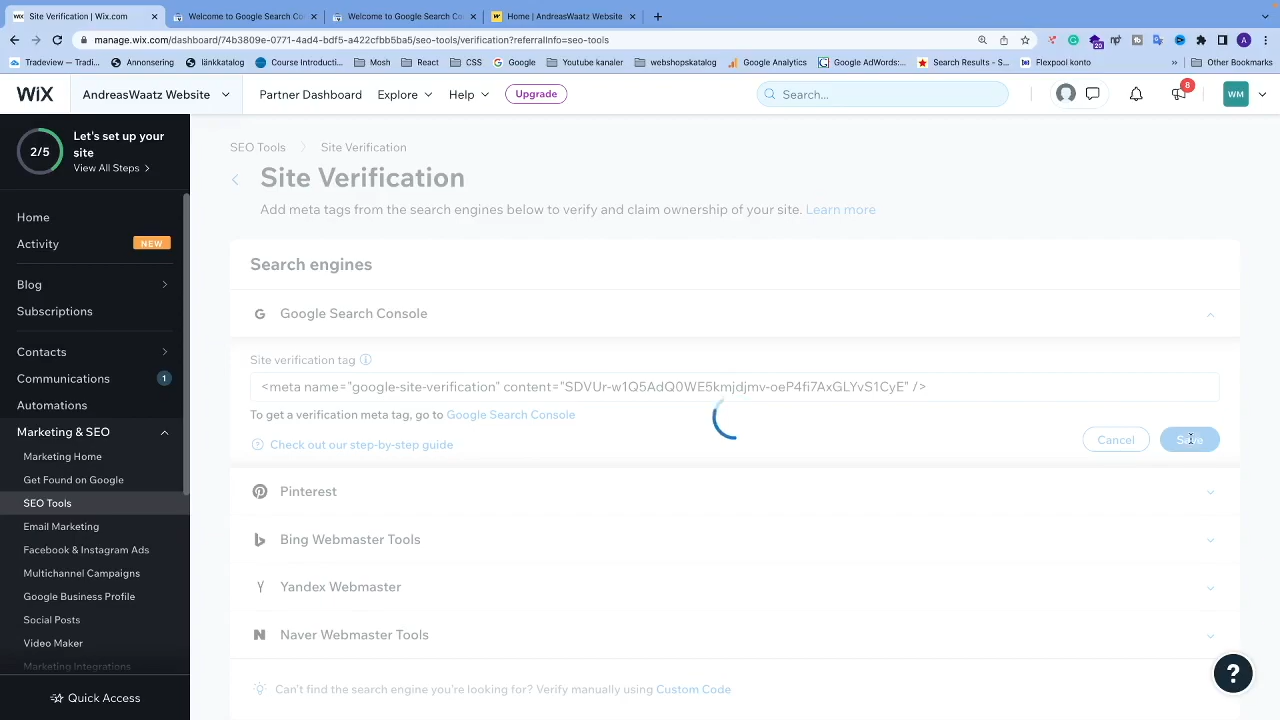 WiX Site Verification | Wix.com
WiX Google Search Console
WiX Google Search Console: Co
W Home | AndreasWaatz Website
manage.wix.com/dashboard/74b3809e-0771-4ad4-bdf5-a422cfbb5ba5/seo-tools/verification?referralInfo=seo-tools
Tradeview – Tradi... Annonsering länkkatalog Course Introducti... Mosh React CSS Google Youtube kanaler webshopskatalog Google Analytics Google AdWords:... Search Results - S... Flexpool konto » Other Bookmarks
WiX AndreasWaatz Website Partner Dashboard Explore Help Upgrade Search... 8 WM
2/5
Let's set up your site
View All Steps
Home
Activity NEW
Blog
Subscriptions
Contacts
Communications 1
Automations
Marketing & SEO
Marketing Home
Get Found on Google
SEO Tools
Email Marketing
Facebook & Instagram Ads
Multichannel Campaigns
Google Business Profile
Social Posts
Video Maker
Marketing Integrations
Quick Access
SEO Tools Site Verification
Site Verification
Add meta tags from the search engines below to verify and claim ownership of your site. Learn more
Search engines
Google Search Console
Site verification tag
<meta name="google-site-verification" content="SDVUr-w1Q5AdQ0WE5kmjdjmv-oeP4fi7AxGLYvS1CyE" />
To get a verification meta tag, go to Google Search Console
Check out our step-by-step guide
Cancel Save
Pinterest
Bing Webmaster Tools
Yandex Webmaster
Naver Webmaster Tools
Can't find the search engine you're looking for? Verify manually using Custom Code
?